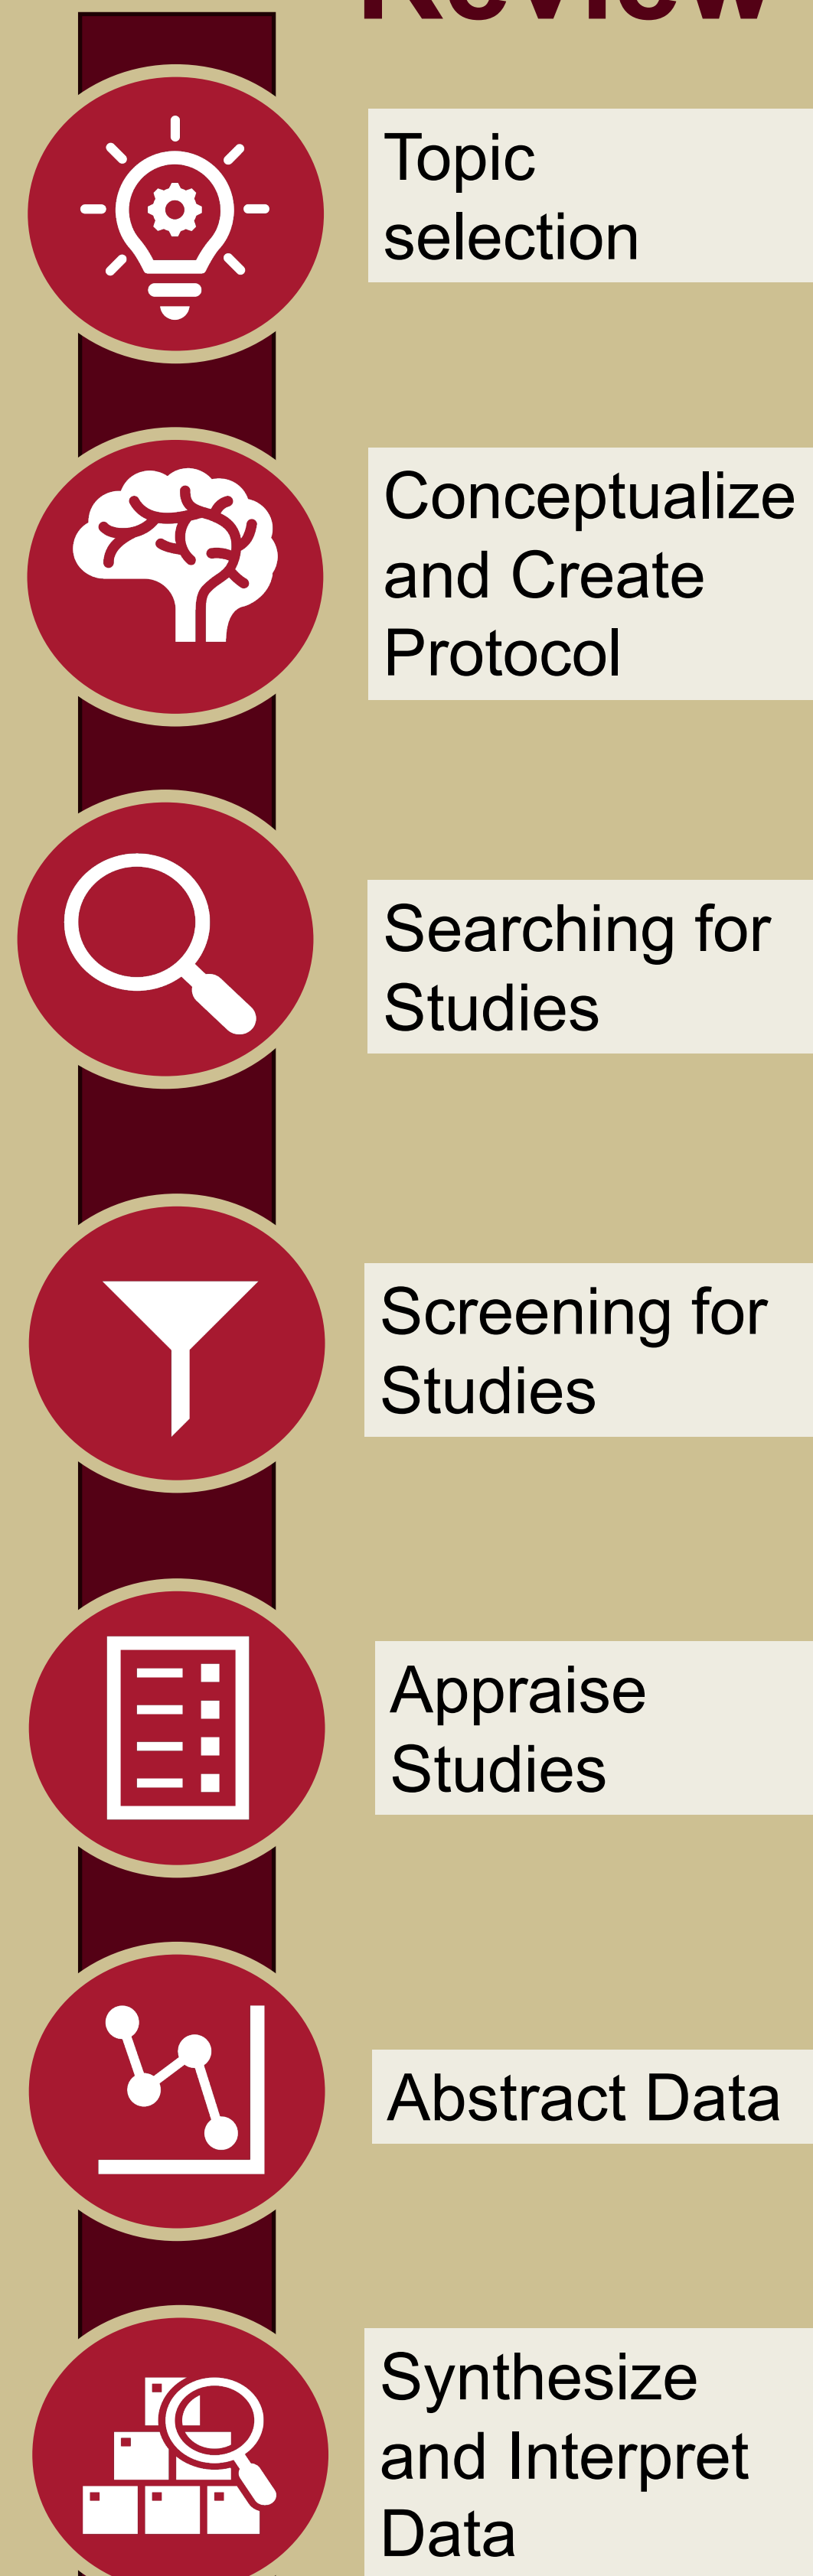 Review
Topic
selection
Conceptualize
and Create
Protocol
Searching for
Studies
Screening for
Studies
Appraise
Studies
Abstract Data
Synthesize
and Interpret
Data